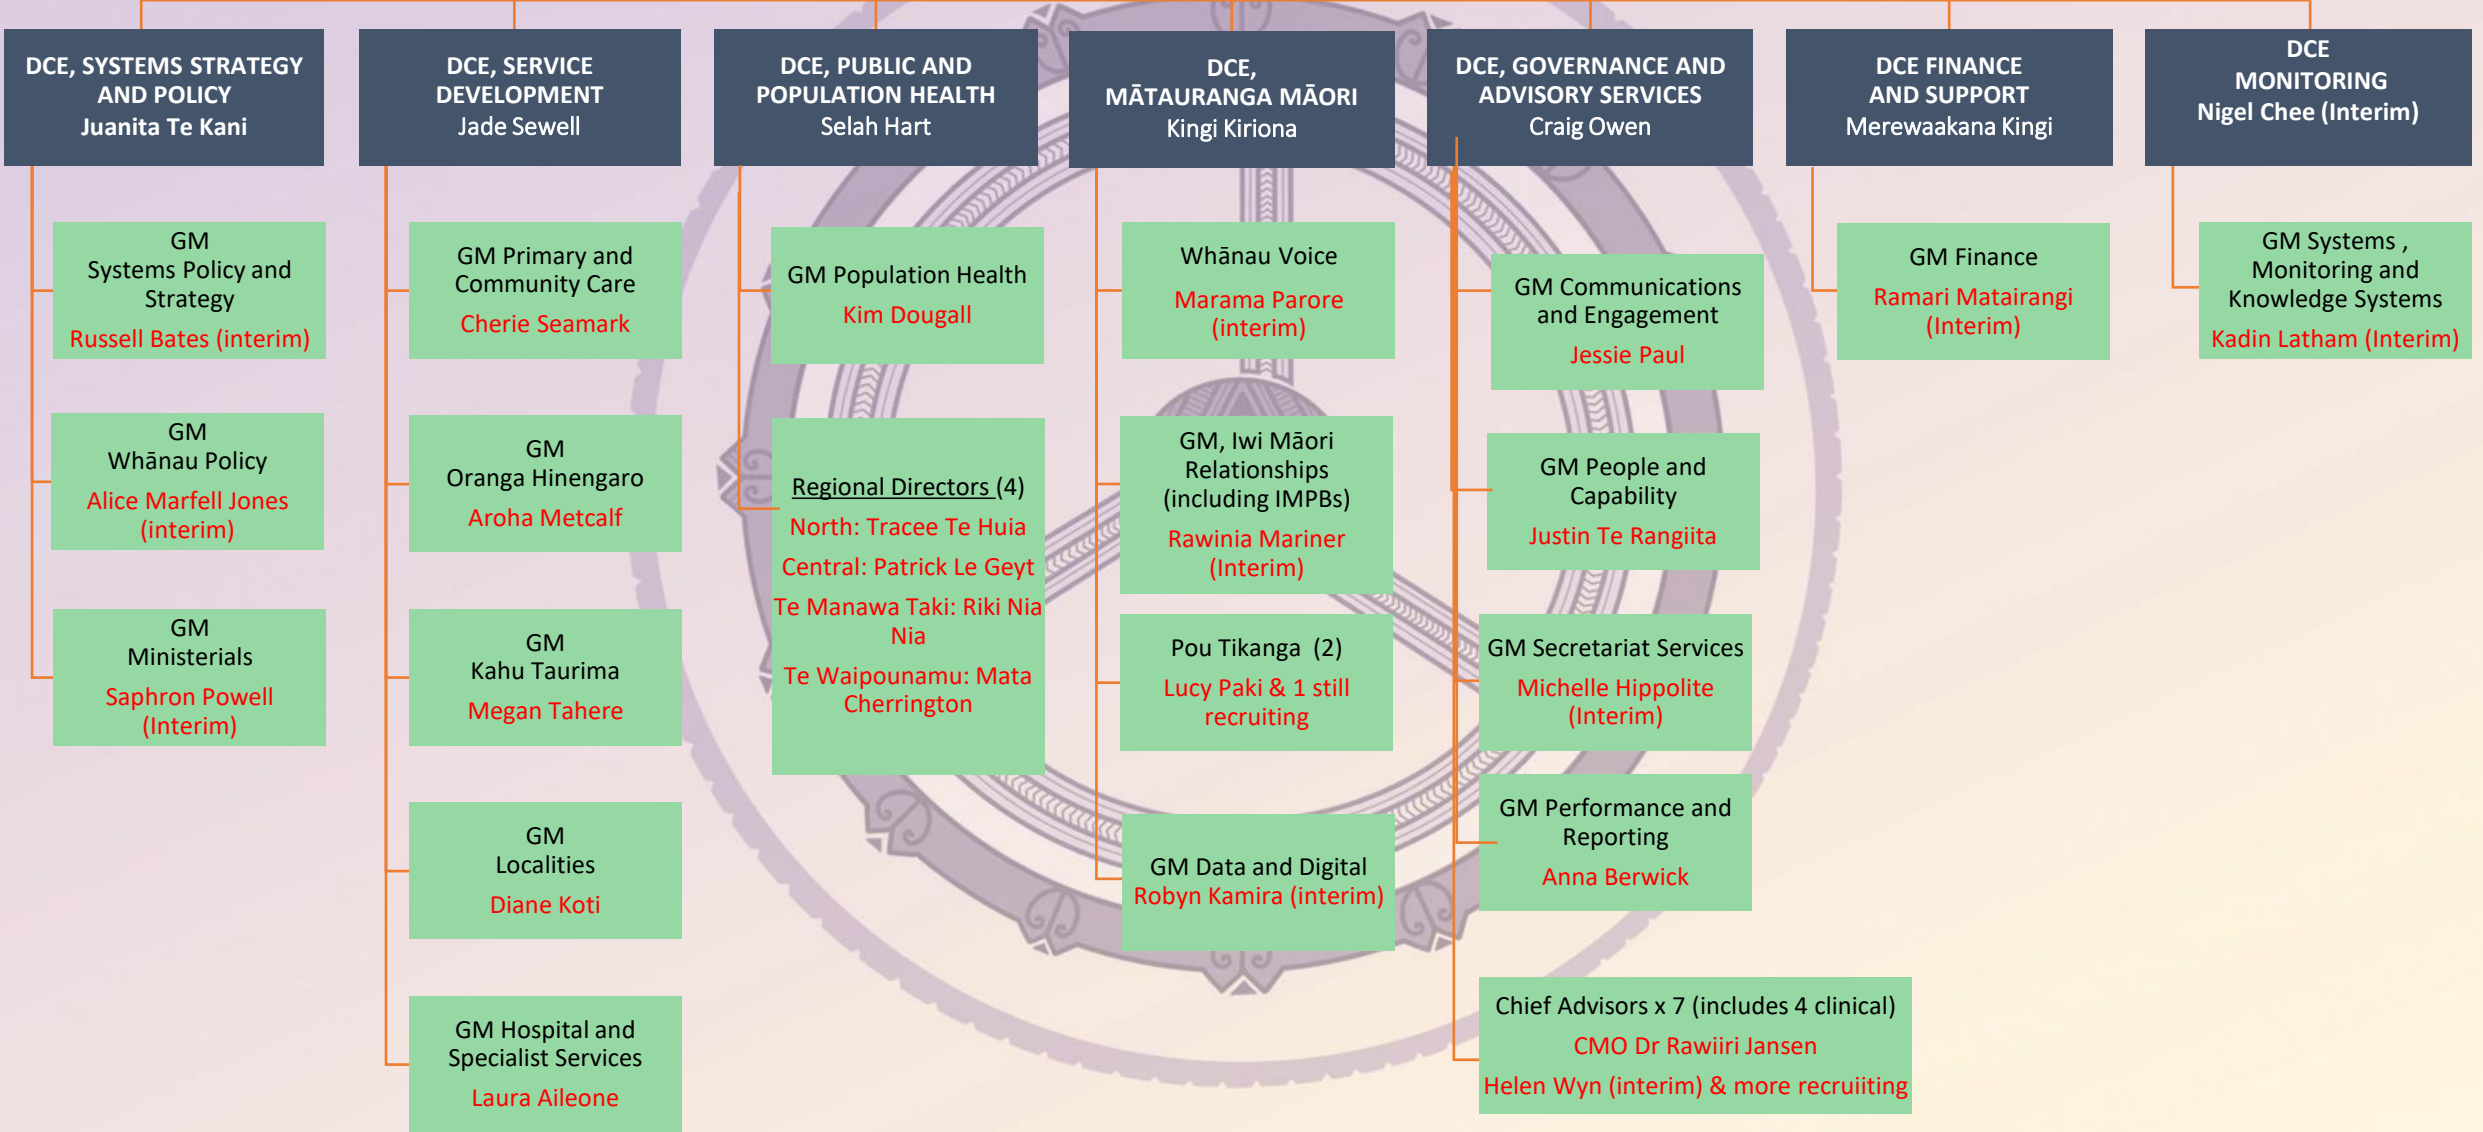 DCE, SYSTEMS STRATEGY
AND POLICY
Juanita Te Kani
GM
Systems Policy and
Strategy
Russell Bates (interim)
GM
Whānau Policy
Alice Marfell Jones
(interim)
GM
Ministerials
Saphron Powell
(Interim)
DCE, SERVICE
DEVELOPMENT
Jade Sewell
GM Primary and
Community Care
Cherie Seamark
GM
Oranga Hinengaro
Aroha Metcalf
GM
Kahu Taurima
Megan Tahere
GM
Localities
Diane Koti
GM Hospital and
Specialist Services
Laura Aileone
DCE, PUBLIC AND
POPULATION HEALTH
Selah Hart
GM Population Health
Kim Dougall
Regional Directors (4)
North: Tracee Te Huia
Central: Patrick Le Geyt
Te Manawa Taki: Riki Nia
Nia
Te Waipounamu: Mata
Cherrington
DCE,
MĀTAURANGA MĀORI
Kingi Kiriona
Whānau Voice
Marama Parore
(interim)
GM, Iwi Māori
Relationships
(including IMPBs)
Rawinia Mariner
(Interim)
Pou Tikanga (2)
Lucy Paki & 1 still
recruiting
GM Data and Digital
Robyn Kamira (interim)
DCE, GOVERNANCE AND
ADVISORY SERVICES
Craig Owen
GM Communications
and Engagement
Jessie Paul
GM People and
Capability
Justin Te Rangiita
GM Secretariat Services
Michelle Hippolite
(Interim)
GM Performance and
Reporting
Anna Berwick
Chief Advisors x 7 (includes 4 clinical)
CMO Dr Rawiiri Jansen
Helen Wyn (interim) & more recruiiting
DCE FINANCE
AND SUPPORT
Merewaakana Kingi
GM Finance
Ramari Matairangi
(Interim)
DCE
MONITORING
Nigel Chee (Interim)
GM Systems ,
Monitoring and
Knowledge Systems
Kadin Latham (Interim)